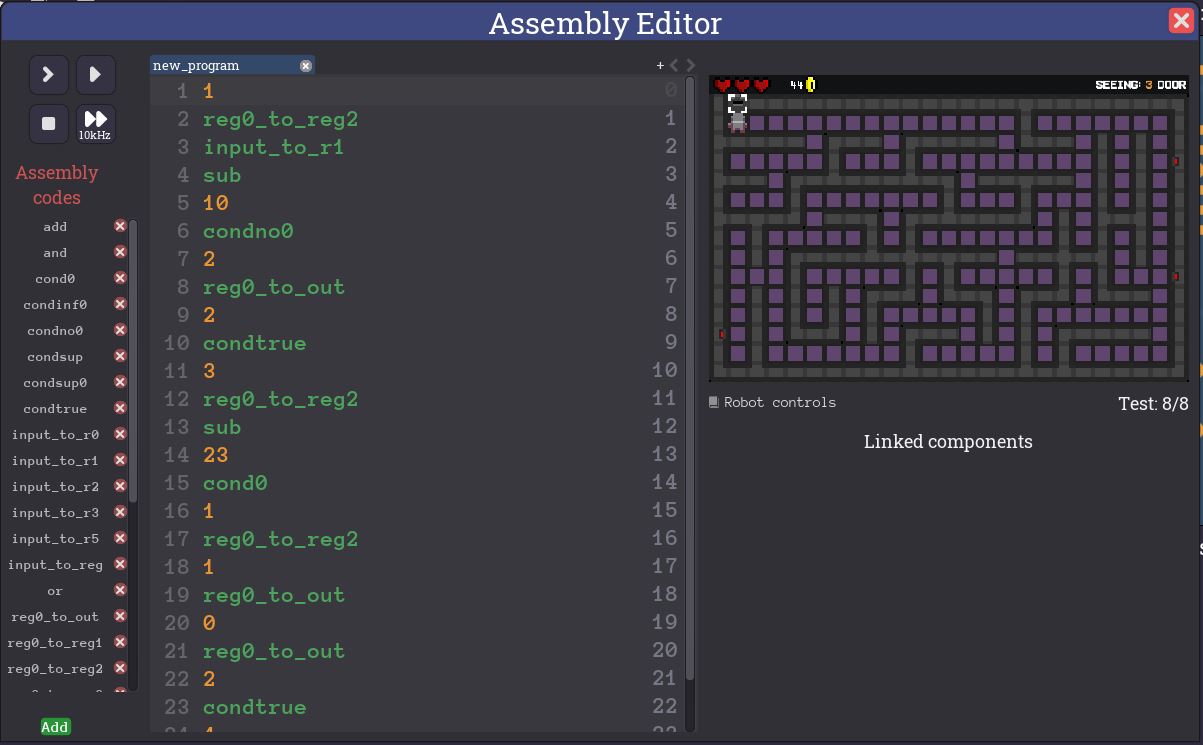 Assembly Editor
new_program
+
10kHz
Assembly
codes
add
and
cond0
condinf0
condno0
condsup
condsup0
condtrue
input_to_r0
input_to_r1
input_to_r2
input_to_r3
input_to_r5
input_to_reg
or
reg0_to_out
reg0_to_reg1
reg0_to_reg2
Add
1 1 0
2 reg0_to_reg2 1
3 input_to_r1 2
4 sub 3
5 10 4
6 condno0 5
7 2 6
8 reg0_to_out 7
9 2 8
10 condtrue 9
11 3 10
12 reg0_to_reg2 11
13 sub 12
14 23 13
15 cond0 14
16 1 15
17 reg0_to_reg2 16
18 1 17
19 reg0_to_out 18
20 0 19
21 reg0_to_out 20
22 2 21
23 condtrue 22
44
SEEING: 3 DOOR
Robot controls
Test: 8/8
Linked components